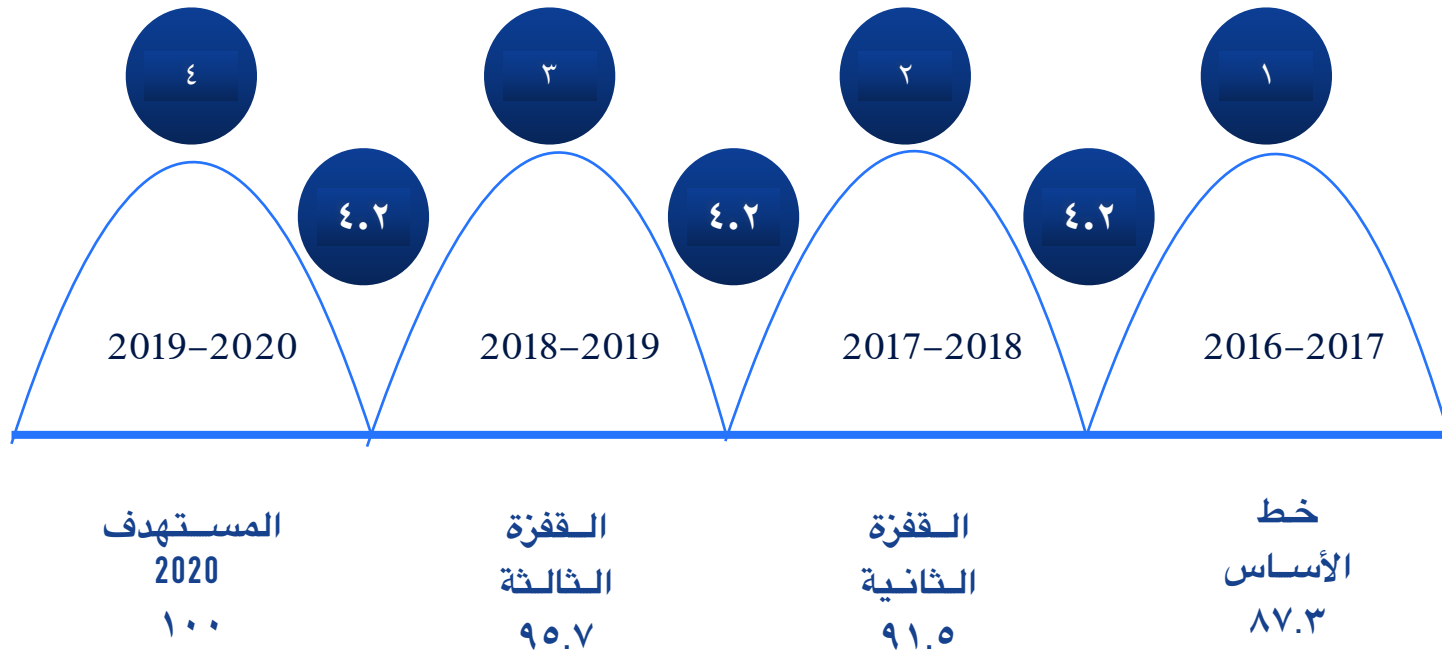 ١
٢
٣
٤
٤.٢
٤.٢
٤.٢
2016–2017
2017–2018
2018–2019
2019–2020
خط
الأساس
٨٧.٣
القفزة
الثانية
٩١.٥
القفزة
الثالثة
٩٥.٧
المستهدف
2020
١٠٠